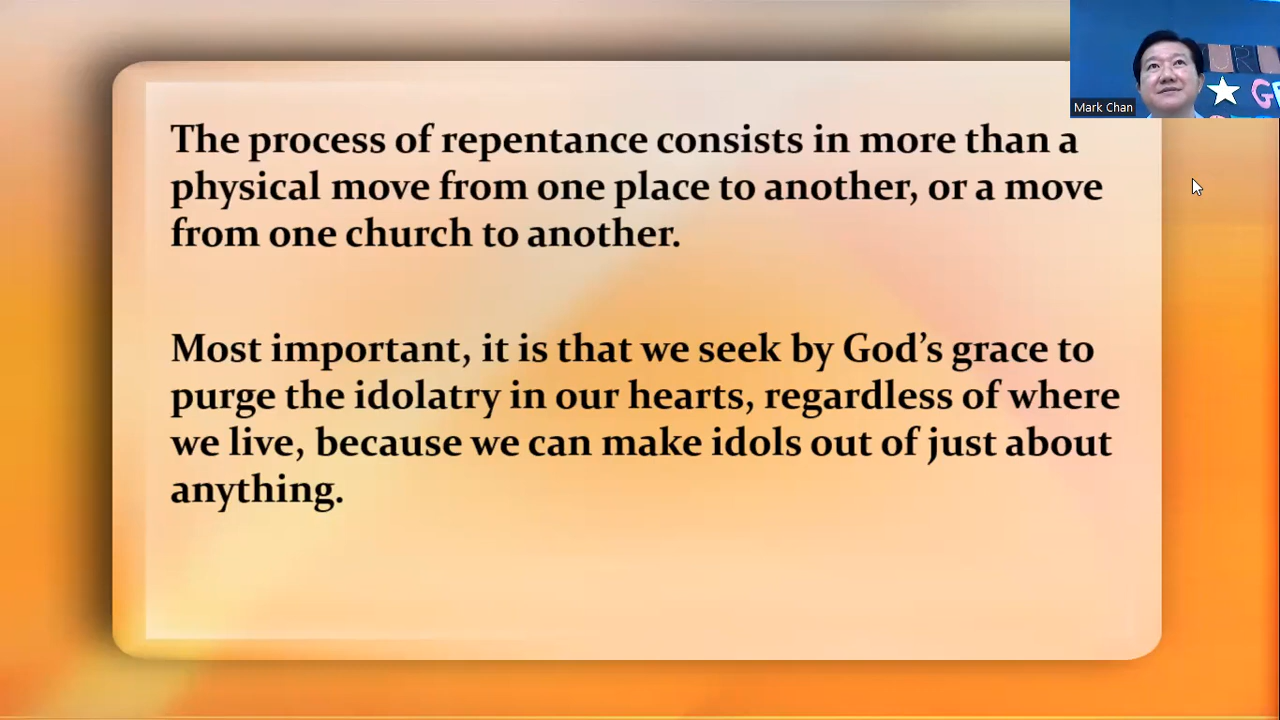 The process of repentance consists in more than a
physical move from one place to another, or a move
from one church to another.
Most important, it is that we seek by God’s grace to
purge the idolatry in our hearts, regardless of where
we live, because we can make idols out of just about
anything.
Mark Chan